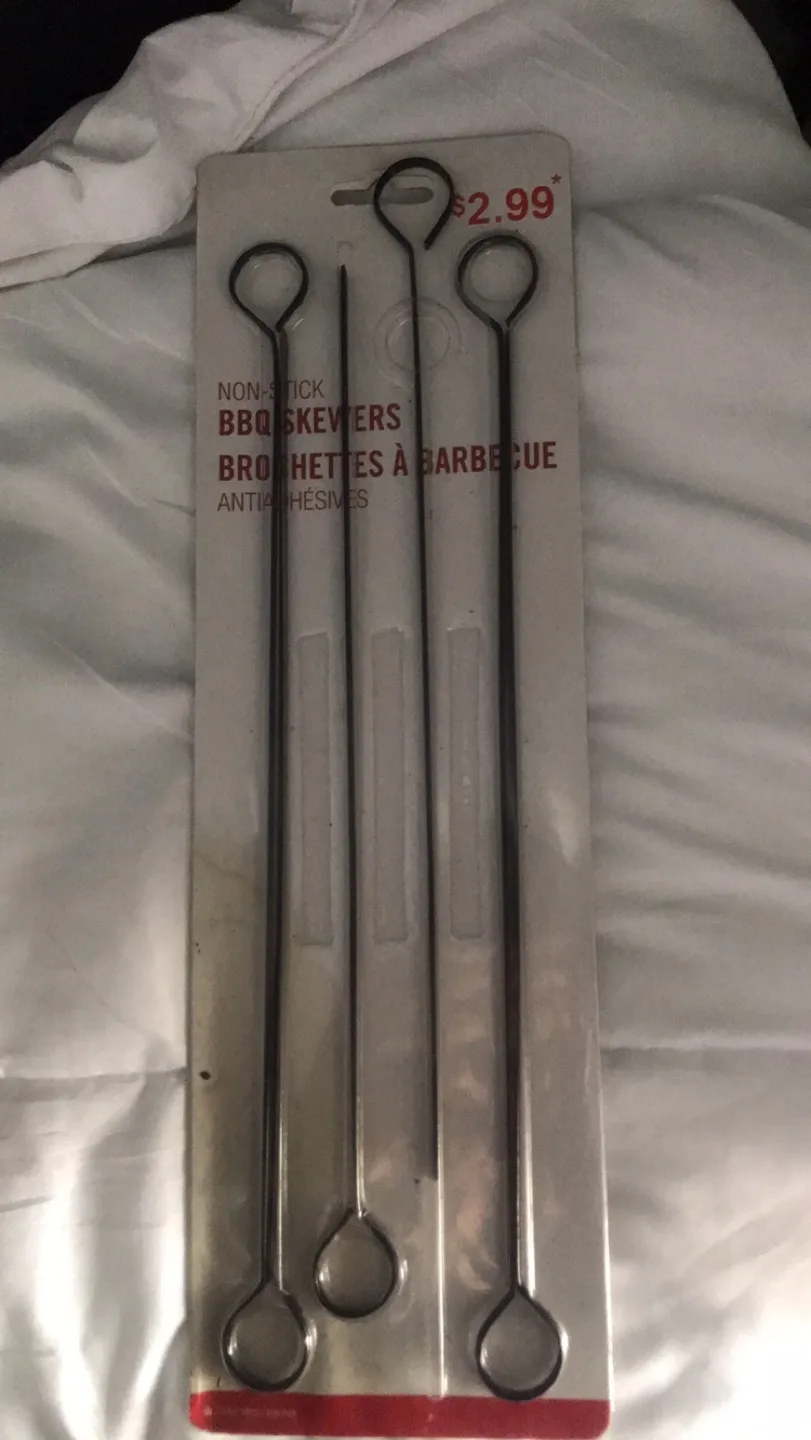 $2.99*
NON-STICK
BBQ SKEWERS
BROCHETTES À BARBECUE
ANTIADHÉSIVES